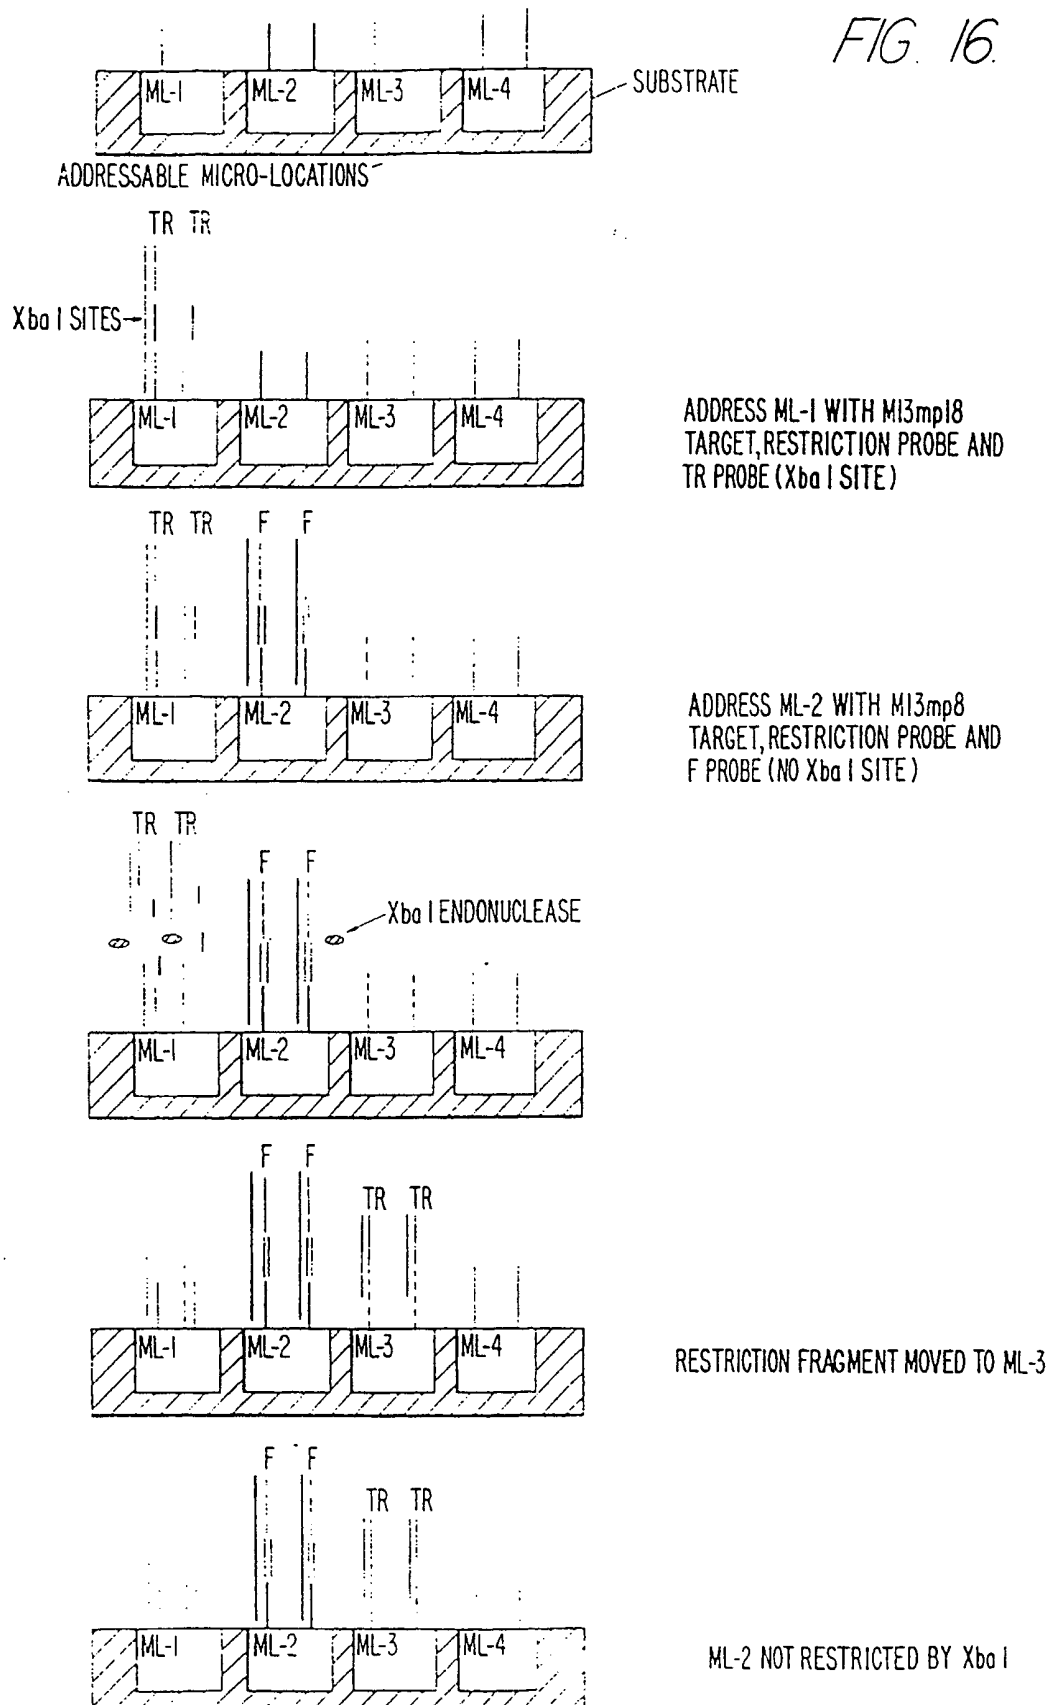 FIG. 16.
ML-1 ML-2 ML-3 ML-4
SUBSTRATE
ADDRESSABLE MICRO-LOCATIONS
TR TR
Xba I SITES
ML-1 ML-2 ML-3 ML-4
ADDRESS ML-1 WITH M13mp18
TARGET, RESTRICTION PROBE AND
TR PROBE (Xba I SITE)
TR TR F F
ML-1 ML-2 ML-3 ML-4
ADDRESS ML-2 WITH M13mp8
TARGET, RESTRICTION PROBE AND
F PROBE (NO Xba I SITE)
TR TR
F F
Xba I ENDONUCLEASE
ML-1 ML-2 ML-3 ML-4
F F
TR TR
ML-1 ML-2 ML-3 ML-4
RESTRICTION FRAGMENT MOVED TO ML-3
F F
TR TR
ML-1 ML-2 ML-3 ML-4
ML-2 NOT RESTRICTED BY Xba I